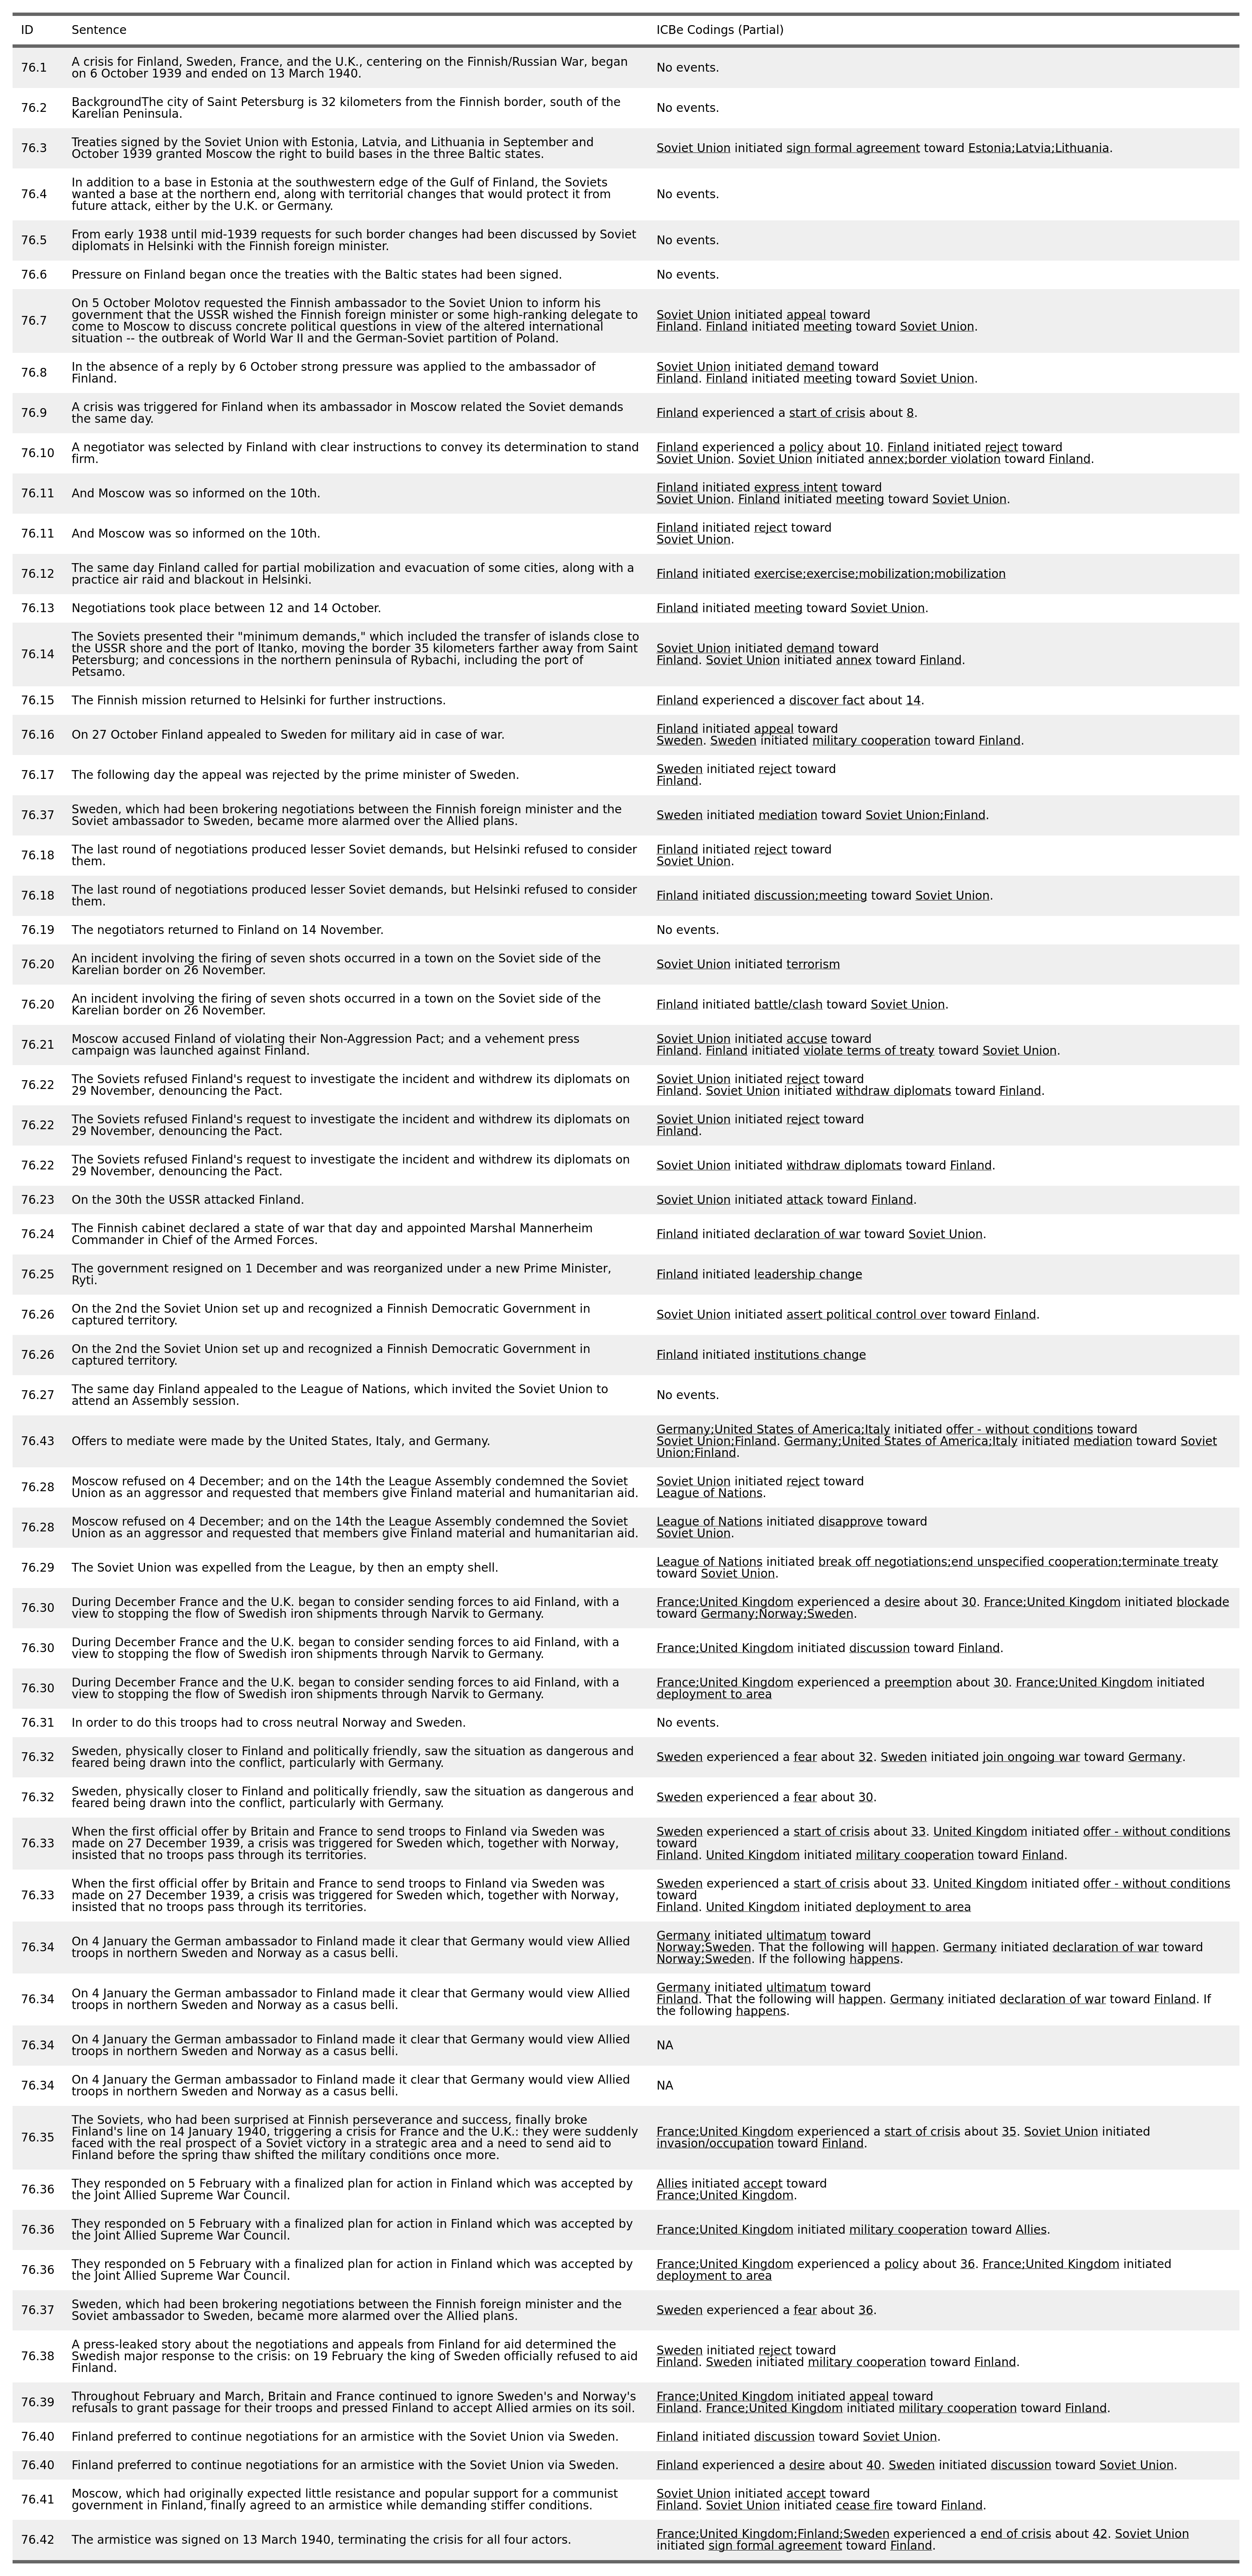 ID Sentence ICBe Codings (Partial)
76.1 A crisis for Finland, Sweden, France, and the U.K., centering on the Finnish/Russian War, began
on 6 October 1939 and ended on 13 March 1940. No events.
76.2 BackgroundThe city of Saint Petersburg is 32 kilometers from the Finnish border, south of the
Karelian Peninsula. No events.
76.3 Treaties signed by the Soviet Union with Estonia, Latvia, and Lithuania in September and
October 1939 granted Moscow the right to build bases in the three Baltic states. Soviet Union initiated sign formal agreement toward Estonia;Latvia;Lithuania.
76.4 In addition to a base in Estonia at the southwestern edge of the Gulf of Finland, the Soviets
wanted a base at the northern end, along with territorial changes that would protect it from
future attack, either by the U.K. or Germany. No events.
76.5 From early 1938 until mid-1939 requests for such border changes had been discussed by Soviet
diplomats in Helsinki with the Finnish foreign minister. No events.
76.6 Pressure on Finland began once the treaties with the Baltic states had been signed. No events.
76.7 On 5 October Molotov requested the Finnish ambassador to the Soviet Union to inform his
government that the USSR wished the Finnish foreign minister or some high-ranking delegate to
come to Moscow to discuss concrete political questions in view of the altered international
situation -- the outbreak of World War II and the German-Soviet partition of Poland.
Soviet Union initiated appeal toward
Finland. Finland initiated meeting toward Soviet Union.
76.8 In the absence of a reply by 6 October strong pressure was applied to the ambassador of
Finland.
Soviet Union initiated demand toward
Finland. Finland initiated meeting toward Soviet Union.
76.9 A crisis was triggered for Finland when its ambassador in Moscow related the Soviet demands
the same day. Finland experienced a start of crisis about 8.
76.10 A negotiator was selected by Finland with clear instructions to convey its determination to stand
firm.
Finland experienced a policy about 10. Finland initiated reject toward
Soviet Union. Soviet Union initiated annex;border violation toward Finland.
76.11 And Moscow was so informed on the 10th.
Finland initiated express intent toward
Soviet Union. Finland initiated meeting toward Soviet Union.
76.11 And Moscow was so informed on the 10th.
Finland initiated reject toward
Soviet Union.
76.12 The same day Finland called for partial mobilization and evacuation of some cities, along with a
practice air raid and blackout in Helsinki. Finland initiated exercise;exercise;mobilization;mobilization
76.13 Negotiations took place between 12 and 14 October. Finland initiated meeting toward Soviet Union.
76.14 The Soviets presented their "minimum demands," which included the transfer of islands close to
the USSR shore and the port of Itanko, moving the border 35 kilometers farther away from Saint
Petersburg; and concessions in the northern peninsula of Rybachi, including the port of
Petsamo.
Soviet Union initiated demand toward
Finland. Soviet Union initiated annex toward Finland.
76.15 The Finnish mission returned to Helsinki for further instructions. Finland experienced a discover fact about 14.
76.16 On 27 October Finland appealed to Sweden for military aid in case of war.
Finland initiated appeal toward
Sweden. Sweden initiated military cooperation toward Finland.
76.17 The following day the appeal was rejected by the prime minister of Sweden.
Sweden initiated reject toward
Finland.
76.37 Sweden, which had been brokering negotiations between the Finnish foreign minister and the
Soviet ambassador to Sweden, became more alarmed over the Allied plans. Sweden initiated mediation toward Soviet Union;Finland.
76.18 The last round of negotiations produced lesser Soviet demands, but Helsinki refused to consider
them.
Finland initiated reject toward
Soviet Union.
76.18 The last round of negotiations produced lesser Soviet demands, but Helsinki refused to consider
them. Finland initiated discussion;meeting toward Soviet Union.
76.19 The negotiators returned to Finland on 14 November. No events.
76.20 An incident involving the firing of seven shots occurred in a town on the Soviet side of the
Karelian border on 26 November. Soviet Union initiated terrorism
76.20 An incident involving the firing of seven shots occurred in a town on the Soviet side of the
Karelian border on 26 November. Finland initiated battle/clash toward Soviet Union.
76.21 Moscow accused Finland of violating their Non-Aggression Pact; and a vehement press
campaign was launched against Finland.
Soviet Union initiated accuse toward
Finland. Finland initiated violate terms of treaty toward Soviet Union.
76.22 The Soviets refused Finland's request to investigate the incident and withdrew its diplomats on
29 November, denouncing the Pact.
Soviet Union initiated reject toward
Finland. Soviet Union initiated withdraw diplomats toward Finland.
76.22 The Soviets refused Finland's request to investigate the incident and withdrew its diplomats on
29 November, denouncing the Pact.
Soviet Union initiated reject toward
Finland.
76.22 The Soviets refused Finland's request to investigate the incident and withdrew its diplomats on
29 November, denouncing the Pact. Soviet Union initiated withdraw diplomats toward Finland.
76.23 On the 30th the USSR attacked Finland. Soviet Union initiated attack toward Finland.
76.24 The Finnish cabinet declared a state of war that day and appointed Marshal Mannerheim
Commander in Chief of the Armed Forces. Finland initiated declaration of war toward Soviet Union.
76.25 The government resigned on 1 December and was reorganized under a new Prime Minister,
Ryti. Finland initiated leadership change
76.26 On the 2nd the Soviet Union set up and recognized a Finnish Democratic Government in
captured territory. Soviet Union initiated assert political control over toward Finland.
76.26 On the 2nd the Soviet Union set up and recognized a Finnish Democratic Government in
captured territory. Finland initiated institutions change
76.27 The same day Finland appealed to the League of Nations, which invited the Soviet Union to
attend an Assembly session. No events.
76.43 Offers to mediate were made by the United States, Italy, and Germany.
Germany;United States of America;Italy initiated offer - without conditions toward
Soviet Union;Finland. Germany;United States of America;Italy initiated mediation toward Soviet
Union;Finland.
76.28 Moscow refused on 4 December; and on the 14th the League Assembly condemned the Soviet
Union as an aggressor and requested that members give Finland material and humanitarian aid.
Soviet Union initiated reject toward
League of Nations.
76.28 Moscow refused on 4 December; and on the 14th the League Assembly condemned the Soviet
Union as an aggressor and requested that members give Finland material and humanitarian aid.
League of Nations initiated disapprove toward
Soviet Union.
76.29 The Soviet Union was expelled from the League, by then an empty shell.
League of Nations initiated break off negotiations;end unspecified cooperation;terminate treaty
toward Soviet Union.
76.30 During December France and the U.K. began to consider sending forces to aid Finland, with a
view to stopping the flow of Swedish iron shipments through Narvik to Germany.
France;United Kingdom experienced a desire about 30. France;United Kingdom initiated blockade
toward Germany;Norway;Sweden.
76.30 During December France and the U.K. began to consider sending forces to aid Finland, with a
view to stopping the flow of Swedish iron shipments through Narvik to Germany. France;United Kingdom initiated discussion toward Finland.
76.30 During December France and the U.K. began to consider sending forces to aid Finland, with a
view to stopping the flow of Swedish iron shipments through Narvik to Germany.
France;United Kingdom experienced a preemption about 30. France;United Kingdom initiated
deployment to area
76.31 In order to do this troops had to cross neutral Norway and Sweden. No events.
76.32 Sweden, physically closer to Finland and politically friendly, saw the situation as dangerous and
feared being drawn into the conflict, particularly with Germany. Sweden experienced a fear about 32. Sweden initiated join ongoing war toward Germany.
76.32 Sweden, physically closer to Finland and politically friendly, saw the situation as dangerous and
feared being drawn into the conflict, particularly with Germany. Sweden experienced a fear about 30.
76.33 When the first official offer by Britain and France to send troops to Finland via Sweden was
made on 27 December 1939, a crisis was triggered for Sweden which, together with Norway,
insisted that no troops pass through its territories.
Sweden experienced a start of crisis about 33. United Kingdom initiated offer - without conditions
toward
Finland. United Kingdom initiated military cooperation toward Finland.
76.33 When the first official offer by Britain and France to send troops to Finland via Sweden was
made on 27 December 1939, a crisis was triggered for Sweden which, together with Norway,
insisted that no troops pass through its territories.
Sweden experienced a start of crisis about 33. United Kingdom initiated offer - without conditions
toward
Finland. United Kingdom initiated deployment to area
76.34 On 4 January the German ambassador to Finland made it clear that Germany would view Allied
troops in northern Sweden and Norway as a casus belli.
Germany initiated ultimatum toward
Norway;Sweden. That the following will happen. Germany initiated declaration of war toward
Norway;Sweden. If the following happens.
76.34 On 4 January the German ambassador to Finland made it clear that Germany would view Allied
troops in northern Sweden and Norway as a casus belli.
Germany initiated ultimatum toward
Finland. That the following will happen. Germany initiated declaration of war toward Finland. If
the following happens.
76.34 On 4 January the German ambassador to Finland made it clear that Germany would view Allied
troops in northern Sweden and Norway as a casus belli. NA
76.34 On 4 January the German ambassador to Finland made it clear that Germany would view Allied
troops in northern Sweden and Norway as a casus belli. NA
76.35 The Soviets, who had been surprised at Finnish perseverance and success, finally broke
Finland's line on 14 January 1940, triggering a crisis for France and the U.K.: they were suddenly
faced with the real prospect of a Soviet victory in a strategic area and a need to send aid to
Finland before the spring thaw shifted the military conditions once more.
France;United Kingdom experienced a start of crisis about 35. Soviet Union initiated
invasion/occupation toward Finland.
76.36 They responded on 5 February with a finalized plan for action in Finland which was accepted by
the Joint Allied Supreme War Council.
Allies initiated accept toward
France;United Kingdom.
76.36 They responded on 5 February with a finalized plan for action in Finland which was accepted by
the Joint Allied Supreme War Council. France;United Kingdom initiated military cooperation toward Allies.
76.36 They responded on 5 February with a finalized plan for action in Finland which was accepted by
the Joint Allied Supreme War Council.
France;United Kingdom experienced a policy about 36. France;United Kingdom initiated
deployment to area
76.37 Sweden, which had been brokering negotiations between the Finnish foreign minister and the
Soviet ambassador to Sweden, became more alarmed over the Allied plans. Sweden experienced a fear about 36.
76.38 A press-leaked story about the negotiations and appeals from Finland for aid determined the
Swedish major response to the crisis: on 19 February the king of Sweden officially refused to aid
Finland.
Sweden initiated reject toward
Finland. Sweden initiated military cooperation toward Finland.
76.39 Throughout February and March, Britain and France continued to ignore Sweden's and Norway's
refusals to grant passage for their troops and pressed Finland to accept Allied armies on its soil.
France;United Kingdom initiated appeal toward
Finland. France;United Kingdom initiated military cooperation toward Finland.
76.40 Finland preferred to continue negotiations for an armistice with the Soviet Union via Sweden. Finland initiated discussion toward Soviet Union.
76.40 Finland preferred to continue negotiations for an armistice with the Soviet Union via Sweden. Finland experienced a desire about 40. Sweden initiated discussion toward Soviet Union.
76.41 Moscow, which had originally expected little resistance and popular support for a communist
government in Finland, finally agreed to an armistice while demanding stiffer conditions.
Soviet Union initiated accept toward
Finland. Soviet Union initiated cease fire toward Finland.
76.42 The armistice was signed on 13 March 1940, terminating the crisis for all four actors.
France;United Kingdom;Finland;Sweden experienced a end of crisis about 42. Soviet Union
initiated sign formal agreement toward Finland.